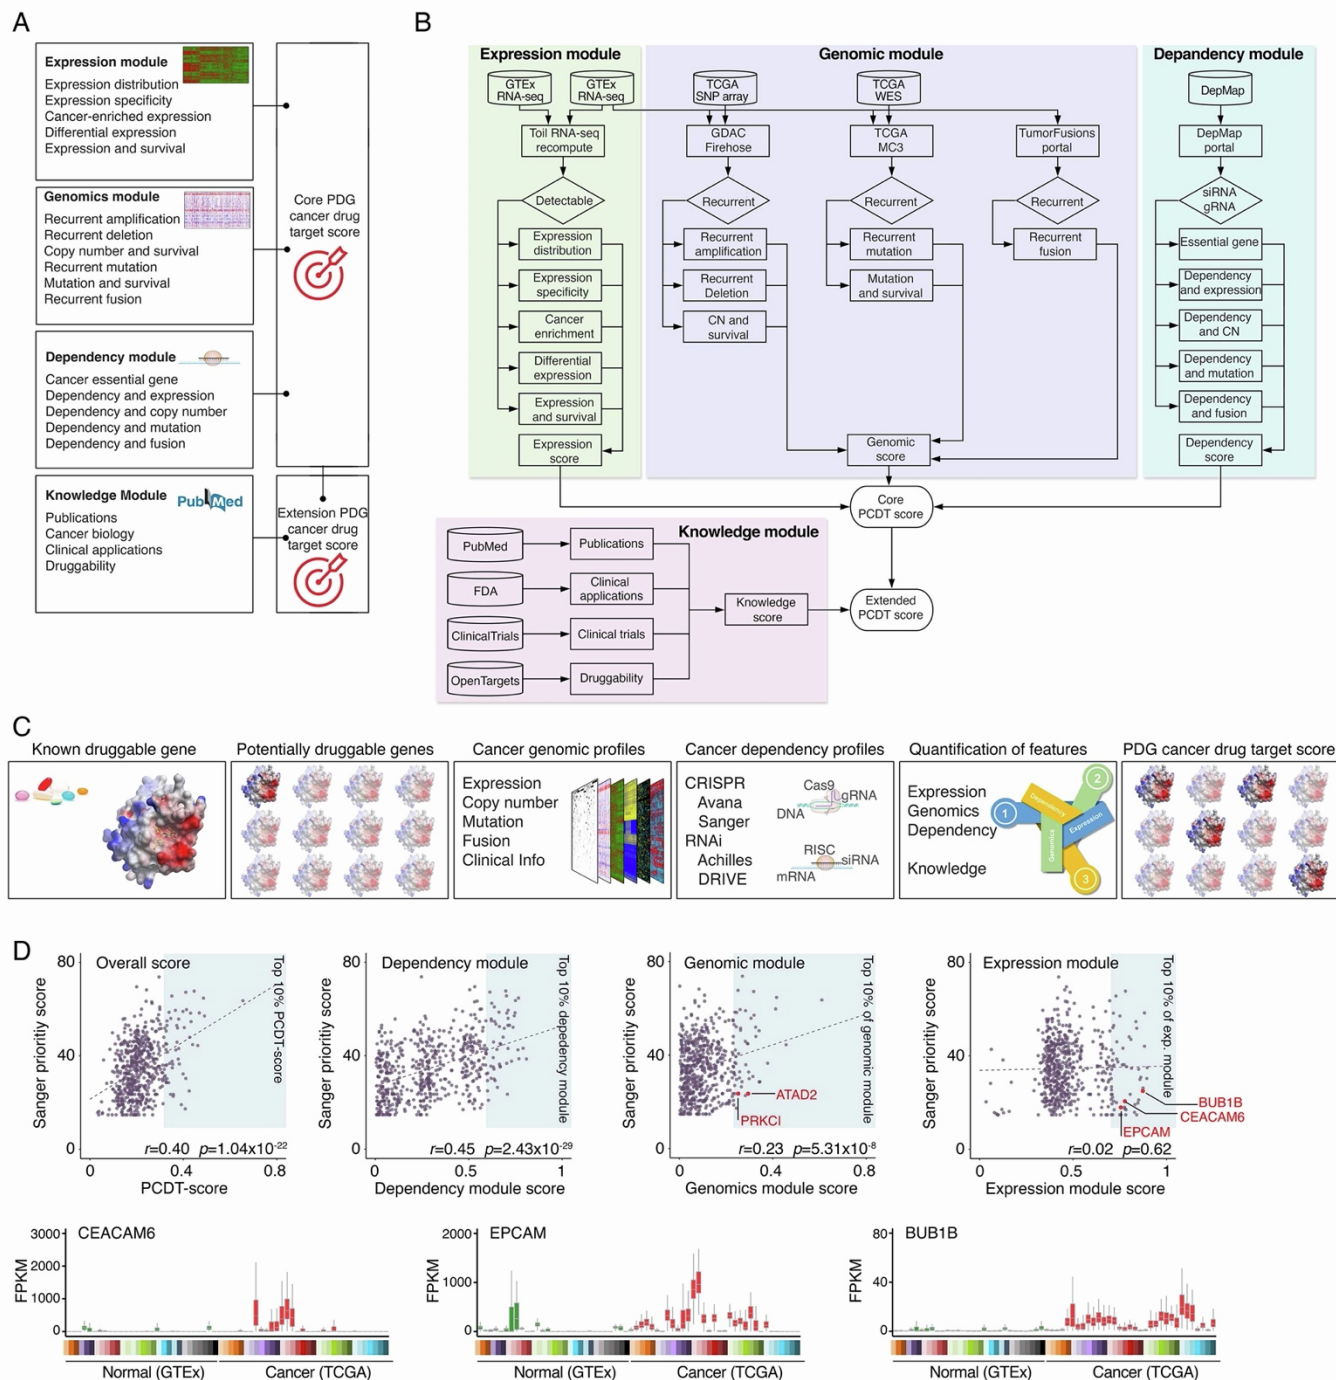 A
Expression module
Expression distribution
Expression specificity
Cancer-enriched expression
Differential expression
Expression and survival
Genomics module
Recurrent amplification
Recurrent deletion
Copy number and survival
Recurrent mutation
Mutation and survival
Recurrent fusion
Dependency module
Cancer essential gene
Dependency and expression
Dependency and copy number
Dependency and mutation
Dependency and fusion
Knowledge Module
PubMed
Publications
Cancer biology
Clinical applications
Druggability
Core PDG
cancer drug
target score
Extension PDG
cancer drug
target score
B
Expression module
GTEx
RNA-seq
GTEx
RNA-seq
Toil RNA-seq
recompute
Detectable
Expression
distribution
Expression
specificity
Cancer
enrichment
Differential
expression
Expression
and survival
Expression
score
Genomic module
TCGA
SNP array
TCGA
WES
GDAC
Firehose
TCGA
MC3
TumorFusions
portal
Recurrent
Recurrent
Recurrent
Recurrent
amplification
Recurrent
Deletion
CN and
survival
Recurrent
mutation
Mutation
and survival
Recurrent
fusion
Genomic
score
Depandency module
DepMap
DepMap
portal
siRNA
gRNA
Essential gene
Dependency
and expression
Dependency
and CN
Dependency
and mutation
Dependency
and fusion
Dependency
score
Core
PCDT score
Extended
PCDT score
Knowledge module
PubMed
Publications
FDA
Clinical
applications
ClinicalTrials
Clinical trials
OpenTargets
Druggability
Knowledge
score
C
Known druggable gene
Potentially druggable genes
Cancer genomic profiles
Expression
Copy number
Mutation
Fusion
Clinical Info
Cancer dependency profiles
CRISPR
Avana
Sanger
RNAi
Achilles
DRIVE
Cas9
gRNA
DNA
RISC
siRNA
mRNA
Quantification of features
Expression
Genomics
Dependency
Knowledge
1
2
3
Dependency
Expression
Genomics
PDG cancer drug target score
D
Overall score
Sanger prioritiy score
80
40
0
Top 10% PCDT-score
r=0.40 p=1.04x10-22
0
0.4
0.8
PCDT-score
Dependency module
Sanger prioritiy score
80
40
0
Top 10% depedency module
r=0.45 p=2.43x10-29
0
0.5
1
Dependency module score
Genomic module
Sanger prioritiy score
80
40
0
Top 10% of genomic module
ATAD2
PRKCI
r=0.23 p=5.31x10-8
0
0.4
0.8
Genomics module score
Expression module
Sanger prioritiy score
80
40
0
Top 10% of exp. module
BUB1B
CEACAM6
EPCAM
r=0.02 p=0.62
0
0.5
1
Expression module score
CEACAM6
FPKM
3000
2000
1000
0
Normal (GTEx)
Cancer (TCGA)
EPCAM
FPKM
2000
1000
0
Normal (GTEx)
Cancer (TCGA)
BUB1B
FPKM
80
40
0
Normal (GTEx)
Cancer (TCGA)